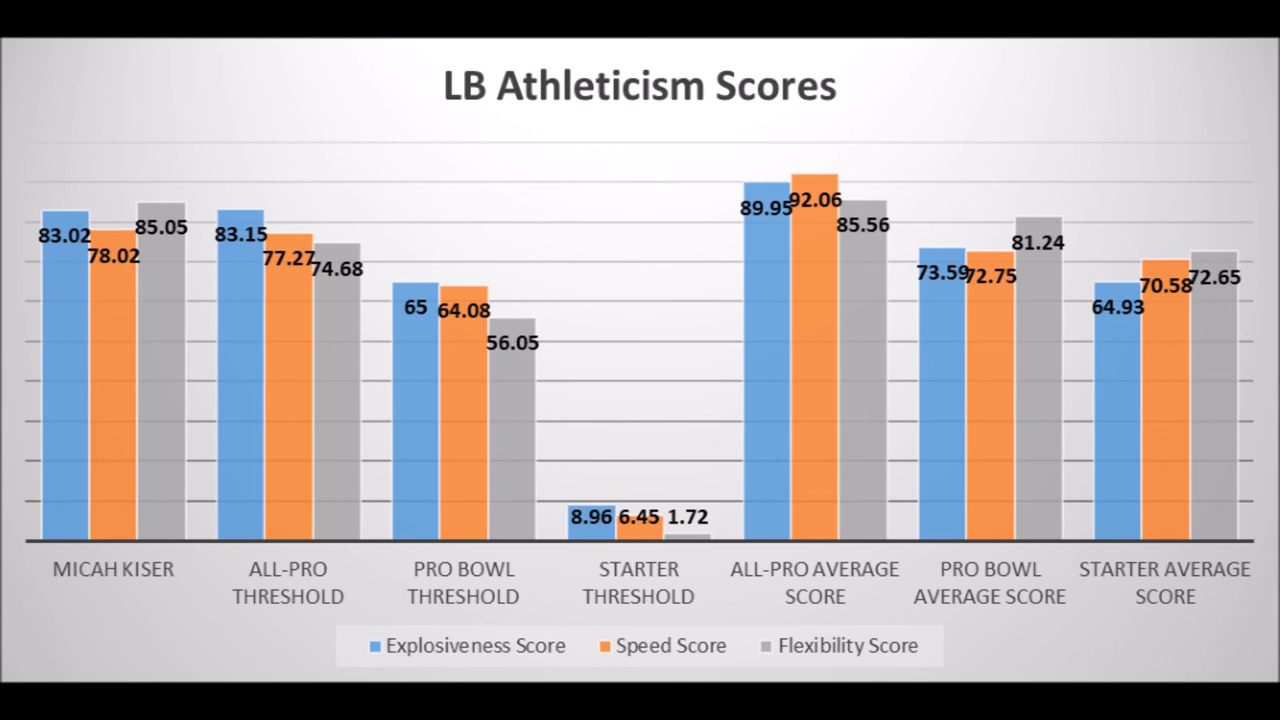 LB Athleticism Scores
83.02 78.02 85.05 83.15 77.27 74.68 65 64.08 56.05 8.96 6.45 1.72 89.95 92.06 85.56 73.59 72.75 81.24 64.93 70.58 72.65
MICAH KISER
ALL-PRO
THRESHOLD
PRO BOWL
THRESHOLD
STARTER
THRESHOLD
ALL-PRO AVERAGE
SCORE
PRO BOWL
AVERAGE SCORE
STARTER AVERAGE
SCORE
Explosiveness Score Speed Score Flexibility Score